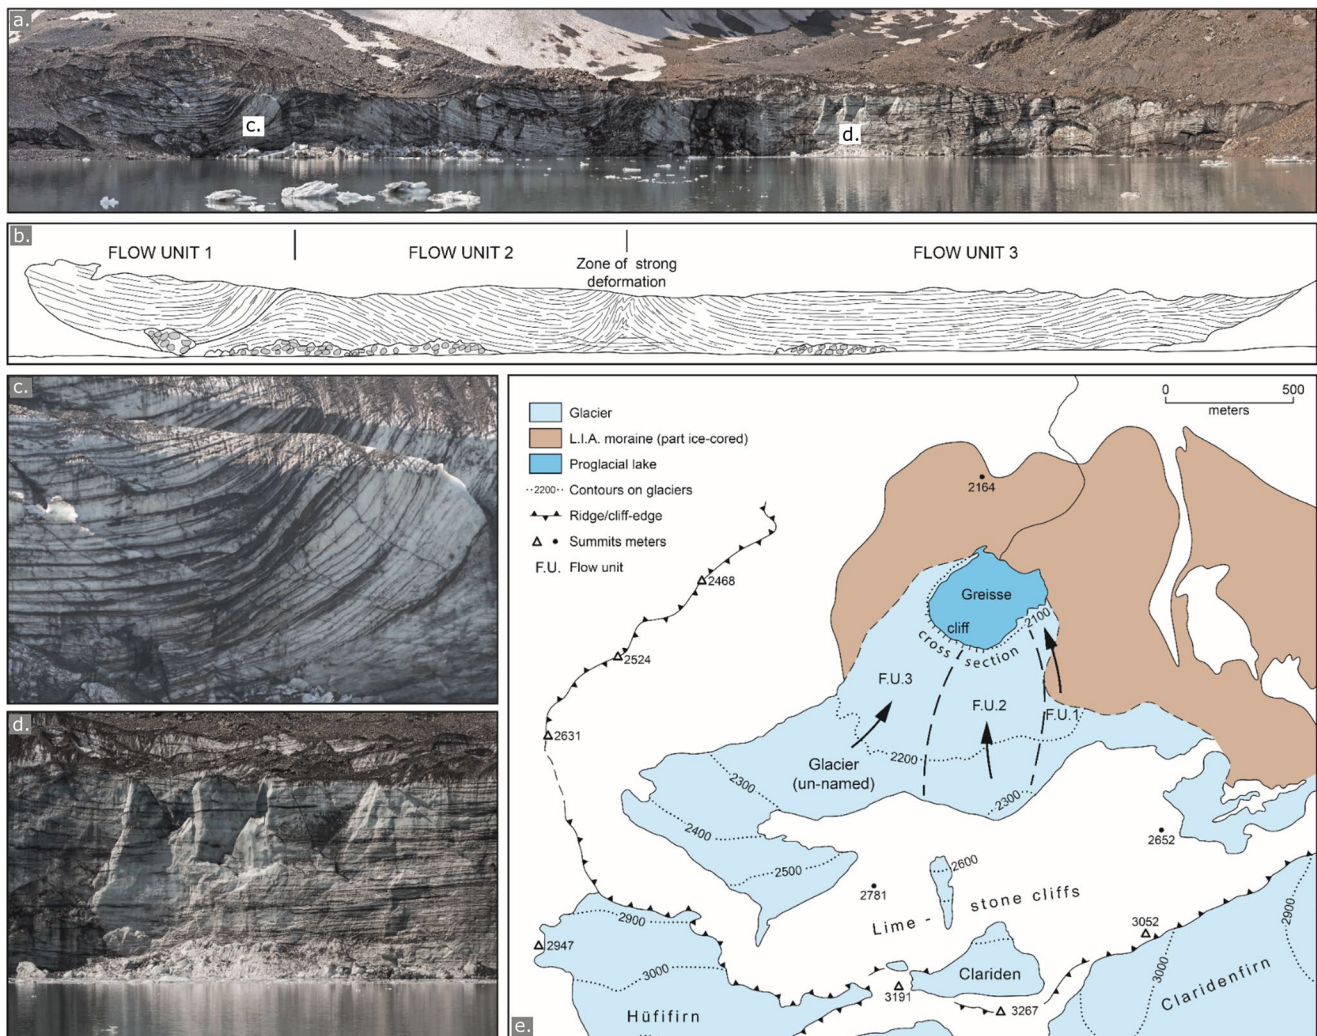 a.
c.
d.
b.
FLOW UNIT 1
FLOW UNIT 2
FLOW UNIT 3
Zone of strong
deformation
c.
d.
e.
0 500
meters
Glacier
L.I.A. moraine (part ice-cored)
Proglacial lake
2200 Contours on glaciers
Ridge/cliff-edge
Summits meters
F.U. Flow unit
2164
2468
Greisse
2100
cliff
cross section
2524
F.U.3
F.U.2
F.U.1
2631
2200
Glacier
(un-named)
2300
2300
2400
2652
2500
2600
2781
Lime - stone cliffs
2900
3052
2900
2947
3000
Clariden
3000
Claridenfirn
3191
3267
Hüfifirn